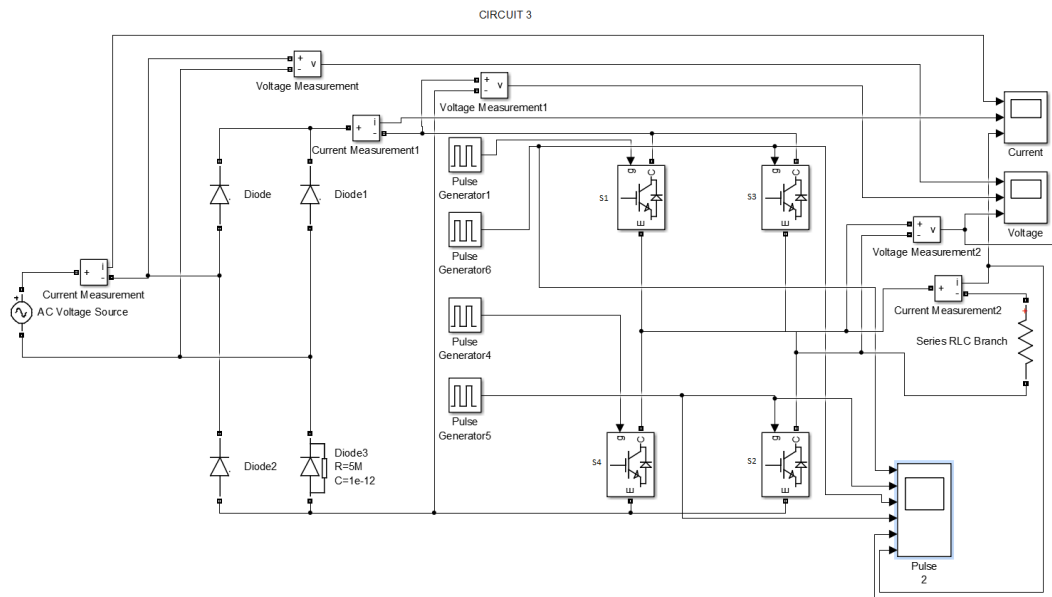 CIRCUIT 3
+
-
v
Voltage Measurement
+
-
v
Voltage Measurement1
+
i
-
Current Measurement1
Current
Pulse
Generator1
g
C
E
S1
g
C
E
S3
Diode
Diode1
Voltage
Pulse
Generator6
+
-
v
Voltage Measurement2
+
i
-
Current Measurement
+
AC Voltage Source
+
i
-
Current Measurement2
+
Series RLC Branch
Pulse
Generator4
Pulse
Generator5
Diode2
Diode3
R=5M
C=1e-12
g
C
E
S4
g
C
E
S2
Pulse
2